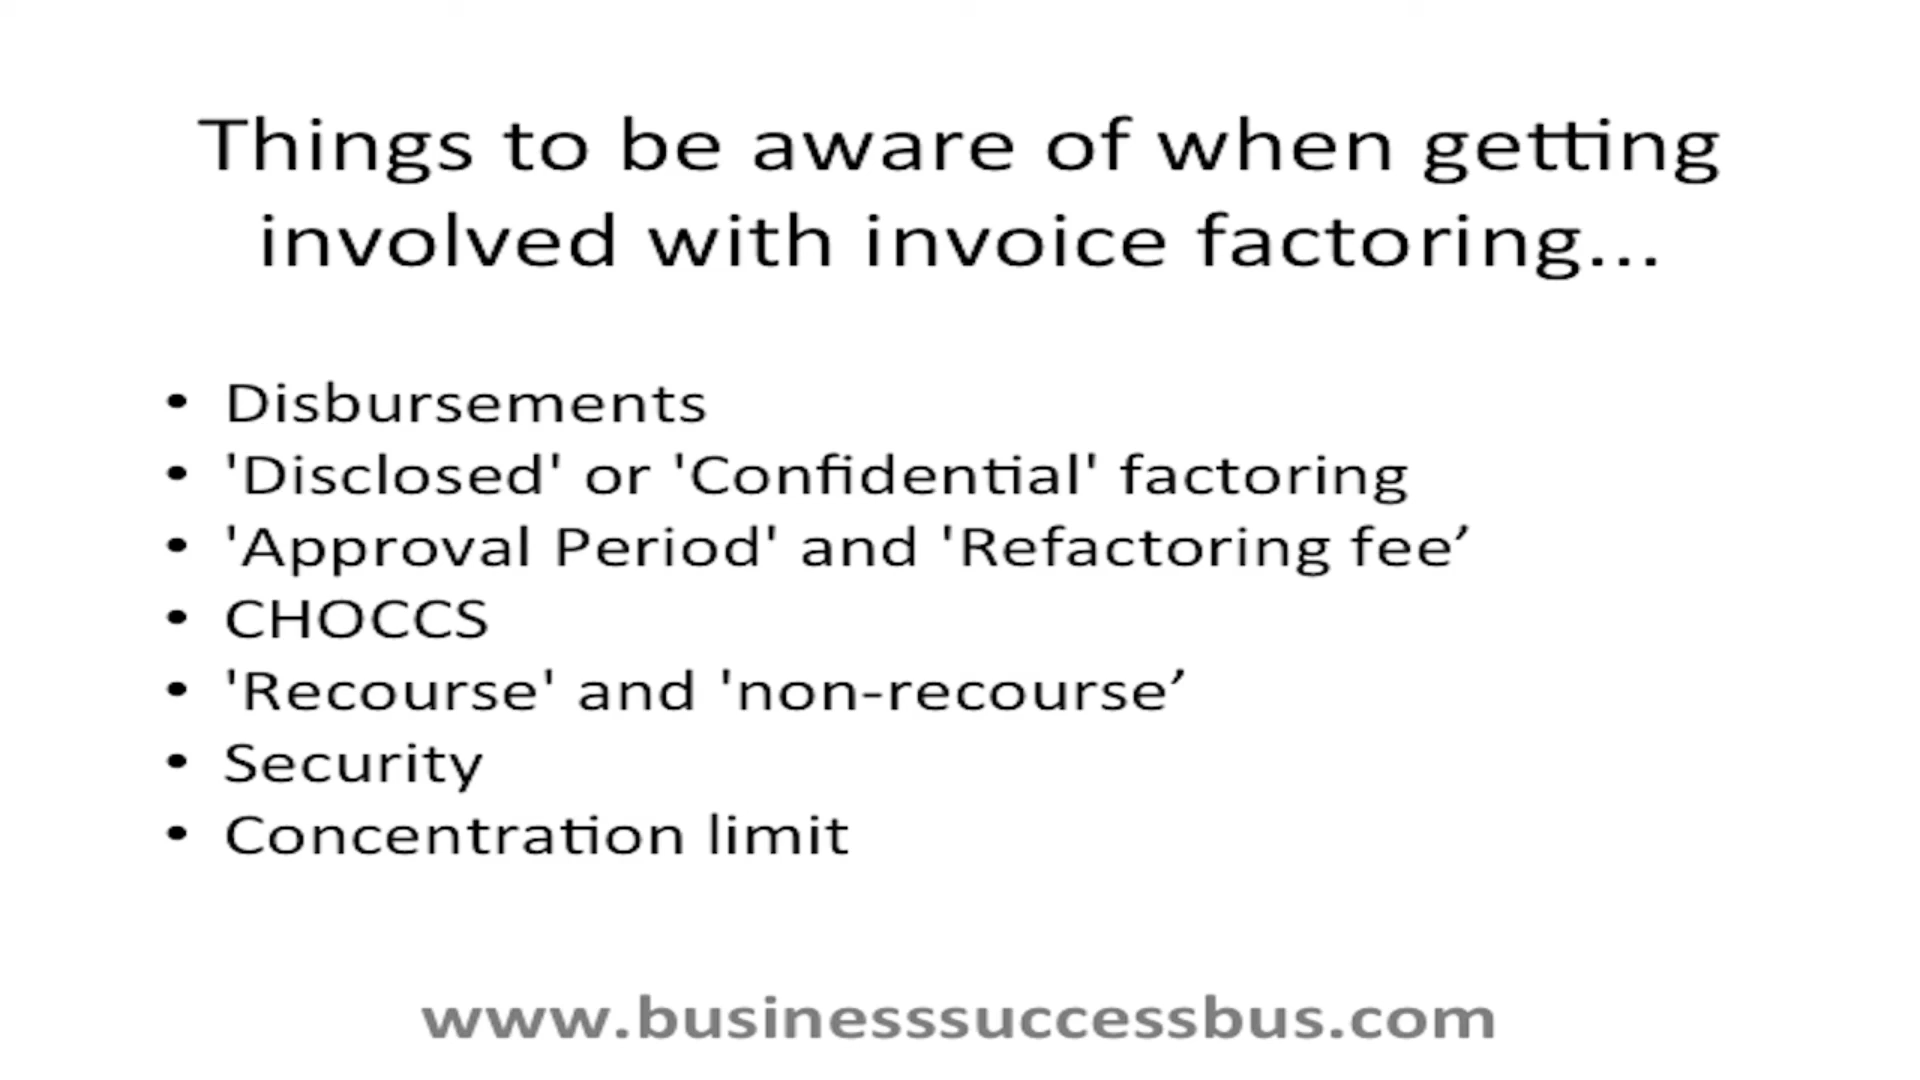 Things to be aware of when getting
involved with invoice factoring...
• Disbursements
• 'Disclosed' or 'Confidential' factoring
• 'Approval Period' and 'Refactoring fee’
• CHOCCS
• 'Recourse' and 'non-recourse’
• Security
• Concentration limit
www.businesssuccessbus.com